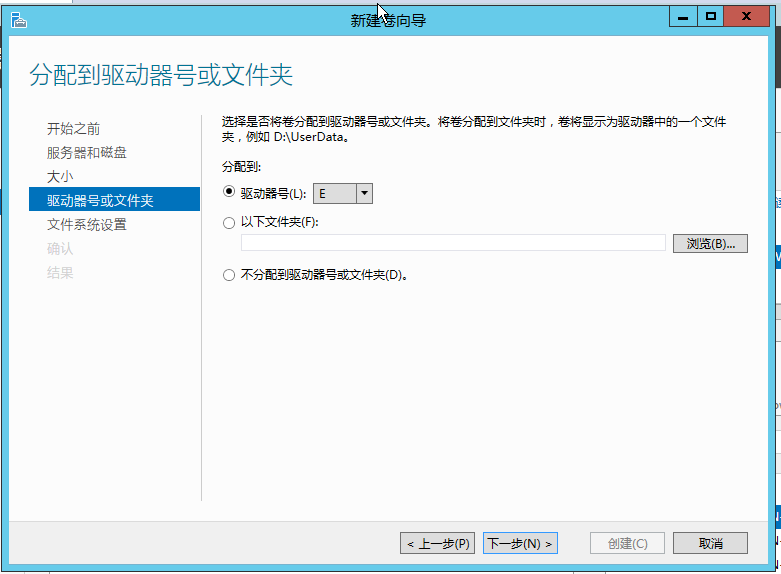 新建卷向导
分配到驱动器号或文件夹
开始之前
服务器和磁盘
大小
驱动器号或文件夹
文件系统设置
确认
结果
选择是否将卷分配到驱动器号或文件夹。将卷分配到文件夹时，卷将显示为驱动器中的一个文件
夹，例如 D:\UserData。
分配到:
驱动器号(L): E
以下文件夹(F):
浏览(B)...
不分配到驱动器号或文件夹(D)。
< 上一步(P) 下一步(N) > 创建(C) 取消